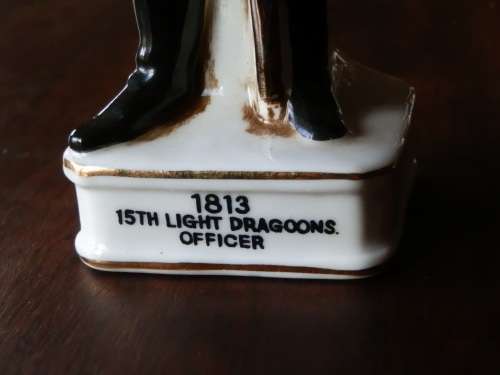 1813
15TH LIGHT DRAGOONS.
OFFICER